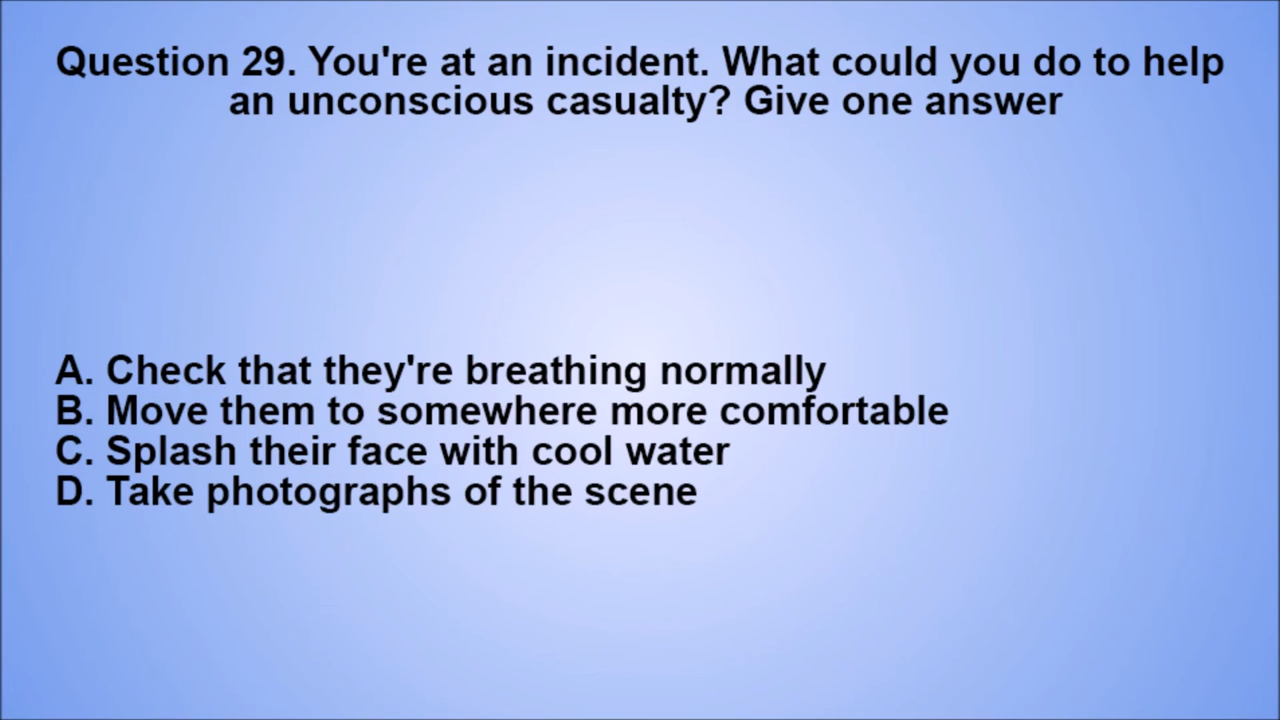 Question 29. You're at an incident. What could you do to help
an unconscious casualty? Give one answer
A. Check that they're breathing normally
B. Move them to somewhere more comfortable
C. Splash their face with cool water
D. Take photographs of the scene